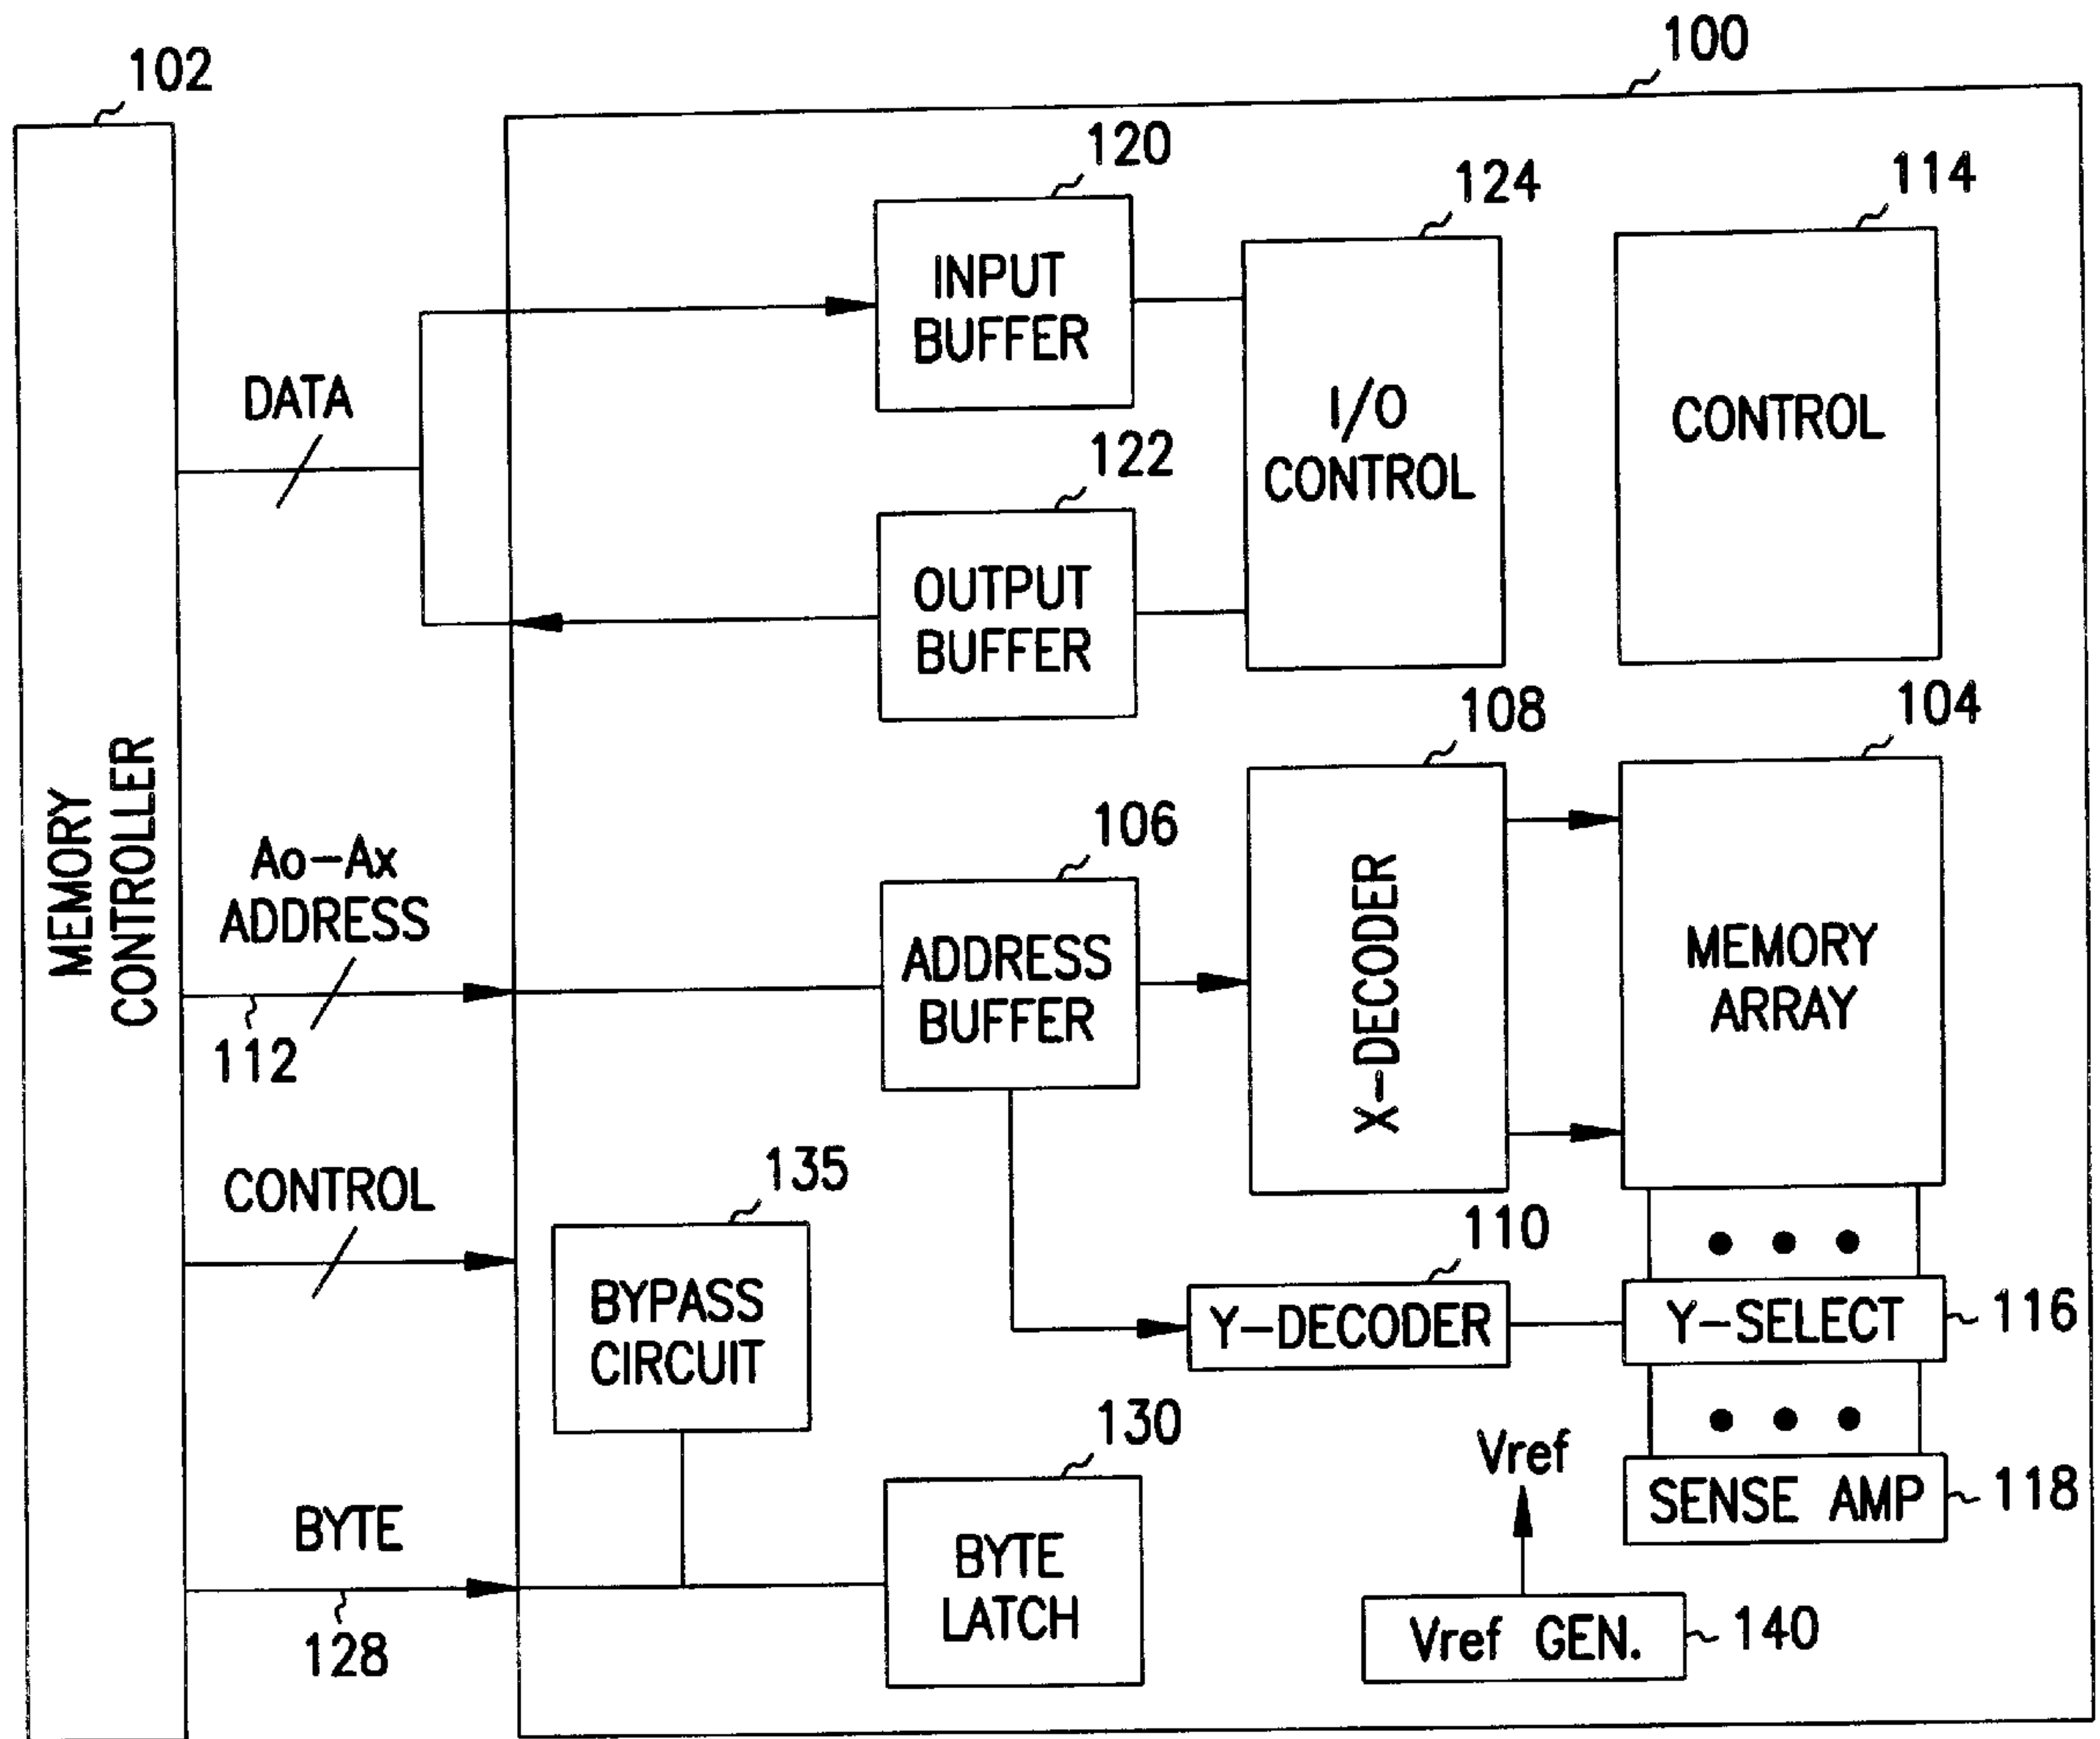 100
102
120
124
114
INPUT
BUFFER
DATA
I/O
CONTROL
CONTROL
122
OUTPUT
BUFFER
108
104
MEMORY
CONTROLLER
Ao-Ax
ADDRESS
112
106
ADDRESS
BUFFER
X-DECODER
MEMORY
ARRAY
CONTROL
135
BYPASS
CIRCUIT
110
Y-DECODER
Y-SELECT
116
130
Vref
SENSE AMP
118
BYTE
128
BYTE
LATCH
Vref GEN.
140